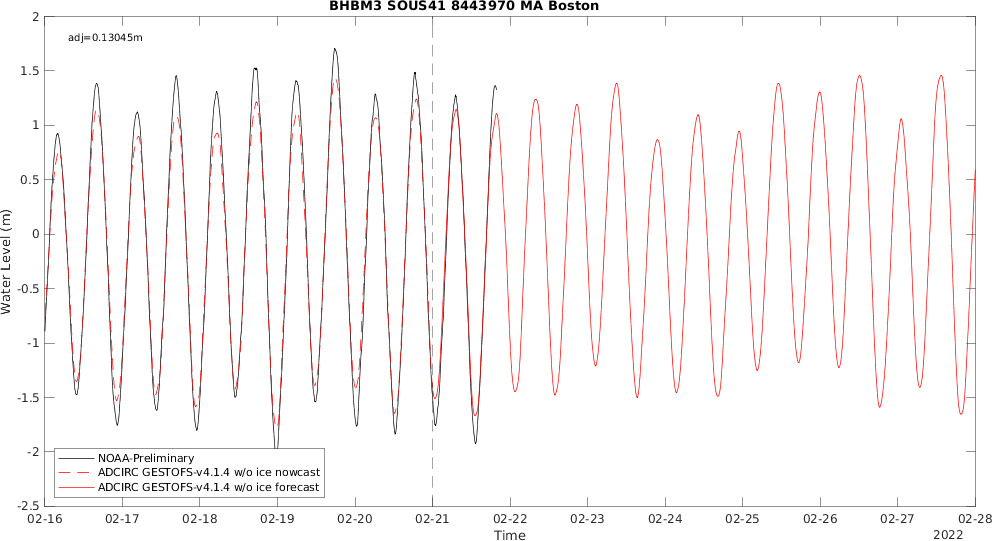 BHBM3 SOUS41 8443970 MA Boston
adj=0.13045m
2
1.5
1
0.5
0
-0.5
-1
-1.5
-2
-2.5
Water Level (m)
NOAA-Preliminary
ADCIRC GESTOFS-v4.1.4 w/o ice nowcast
ADCIRC GESTOFS-v4.1.4 w/o ice forecast
02-16 02-17 02-18 02-19 02-20 02-21 02-22 02-23 02-24 02-25 02-26 02-27 02-28
Time
2022